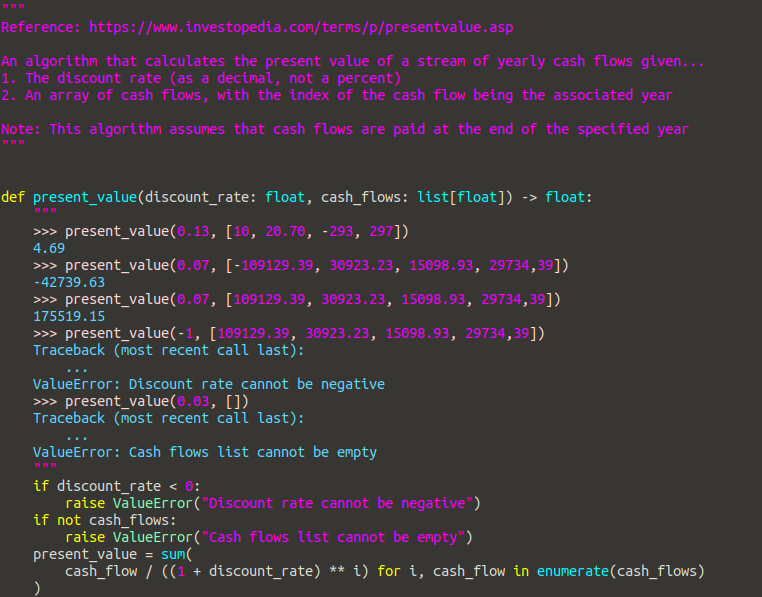 """
Reference: https://www.investopedia.com/terms/p/presentvalue.asp

An algorithm that calculates the present value of a stream of yearly cash flows given...
1. The discount rate (as a decimal, not a percent)
2. An array of cash flows, with the index of the cash flow being the associated year

Note: This algorithm assumes that cash flows are paid at the end of the specified year
"""


def present_value(discount_rate: float, cash_flows: list[float]) -> float:
    """
    >>> present_value(0.13, [10, 20.70, -293, 297])
    4.69
    >>> present_value(0.07, [-109129.39, 30923.23, 15098.93, 29734,39])
    -42739.63
    >>> present_value(0.07, [109129.39, 30923.23, 15098.93, 29734,39])
    175519.15
    >>> present_value(-1, [109129.39, 30923.23, 15098.93, 29734,39])
    Traceback (most recent call last):
        ...
    ValueError: Discount rate cannot be negative
    >>> present_value(0.03, [])
    Traceback (most recent call last):
        ...
    ValueError: Cash flows list cannot be empty
    """
    if discount_rate < 0:
        raise ValueError("Discount rate cannot be negative")
    if not cash_flows:
        raise ValueError("Cash flows list cannot be empty")
    present_value = sum(
        cash_flow / ((1 + discount_rate) ** i) for i, cash_flow in enumerate(cash_flows)
    )